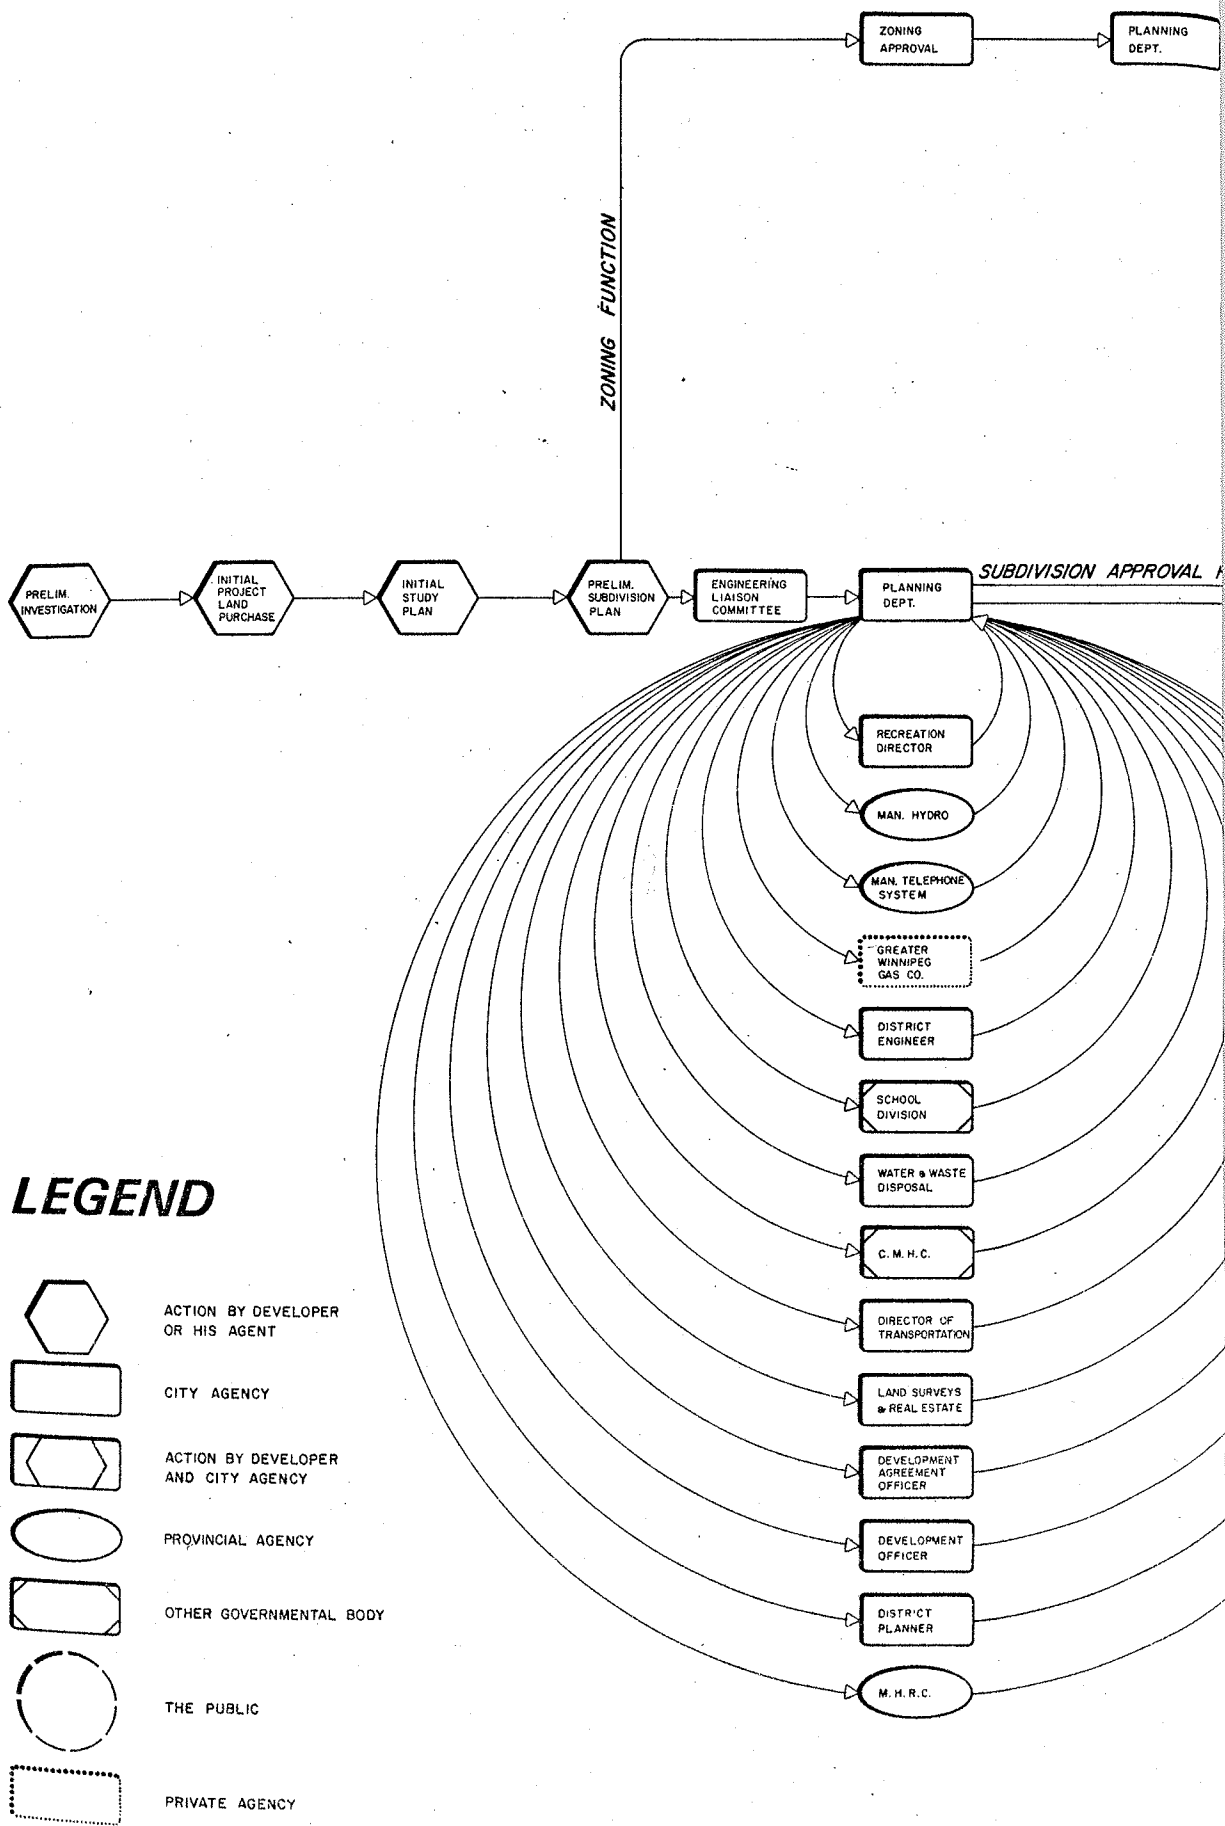 ZONING
APPROVAL
PLANNING
DEPT.
ZONING FUNCTION
SUBDIVISION APPROVAL
PRELIM.
INVESTIGATION
INITIAL
PROJECT
LAND
PURCHASE
INITIAL
STUDY
PLAN
PRELIM.
SUBDIVISION
PLAN
ENGINEERING
LIAISON
COMMITTEE
PLANNING
DEPT.
RECREATION
DIRECTOR
MAN. HYDRO
MAN. TELEPHONE
SYSTEM
GREATER
WINNIPEG
GAS CO.
DISTRICT
ENGINEER
SCHOOL
DIVISION
WATER & WASTE
DISPOSAL
C. M. H. C.
DIRECTOR OF
TRANSPORTATION
LAND SURVEYS
& REAL ESTATE
DEVELOPMENT
AGREEMENT
OFFICER
DEVELOPMENT
OFFICER
DISTRICT
PLANNER
M. H. R. C.
LEGEND
ACTION BY DEVELOPER
OR HIS AGENT
CITY AGENCY
ACTION BY DEVELOPER
AND CITY AGENCY
PROVINCIAL AGENCY
OTHER GOVERNMENTAL BODY
THE PUBLIC
PRIVATE AGENCY